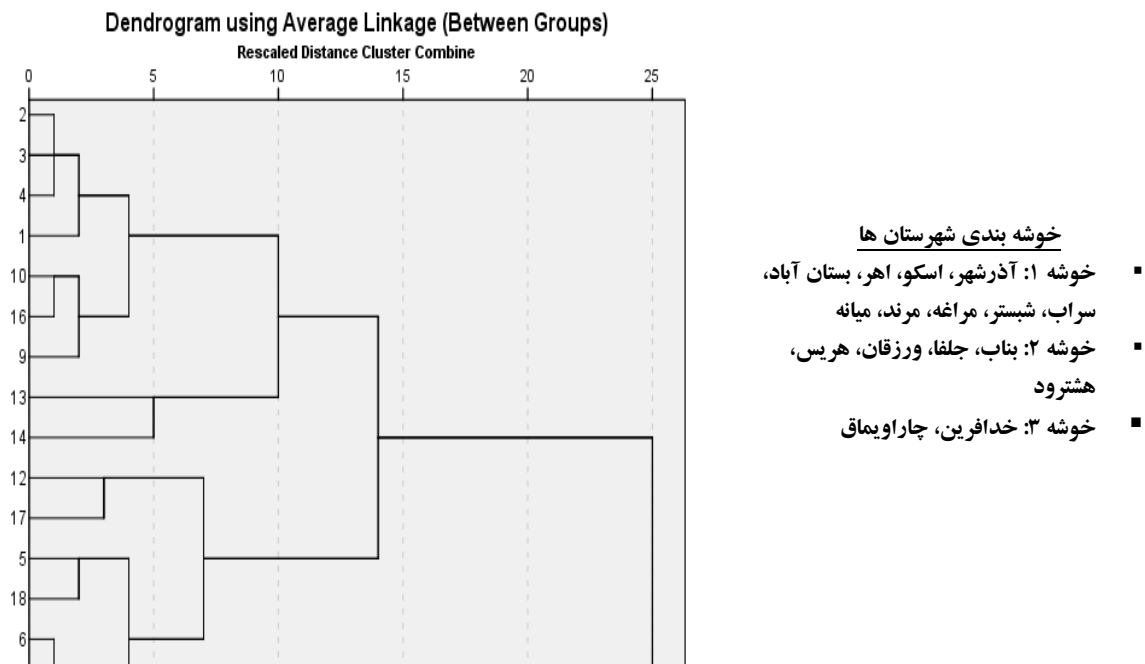 Dendrogram using Average Linkage (Between Groups)
Rescaled Distance Cluster Combine
0 5 10 15 20 25
2
3
4
1
10
16
9
13
14
12
17
5
18
6
خوشه بندی شهرستان ها
▪ خوشه ۱: آذرشهر، اسکو، اهر، بستان آباد،
سراب، شبستر، مراغه، مرند، میانه
▪ خوشه ۲: بناب، جلفا، ورزقان، هریس،
هشترود
▪ خوشه ۳: خدافرین، چاراویماق